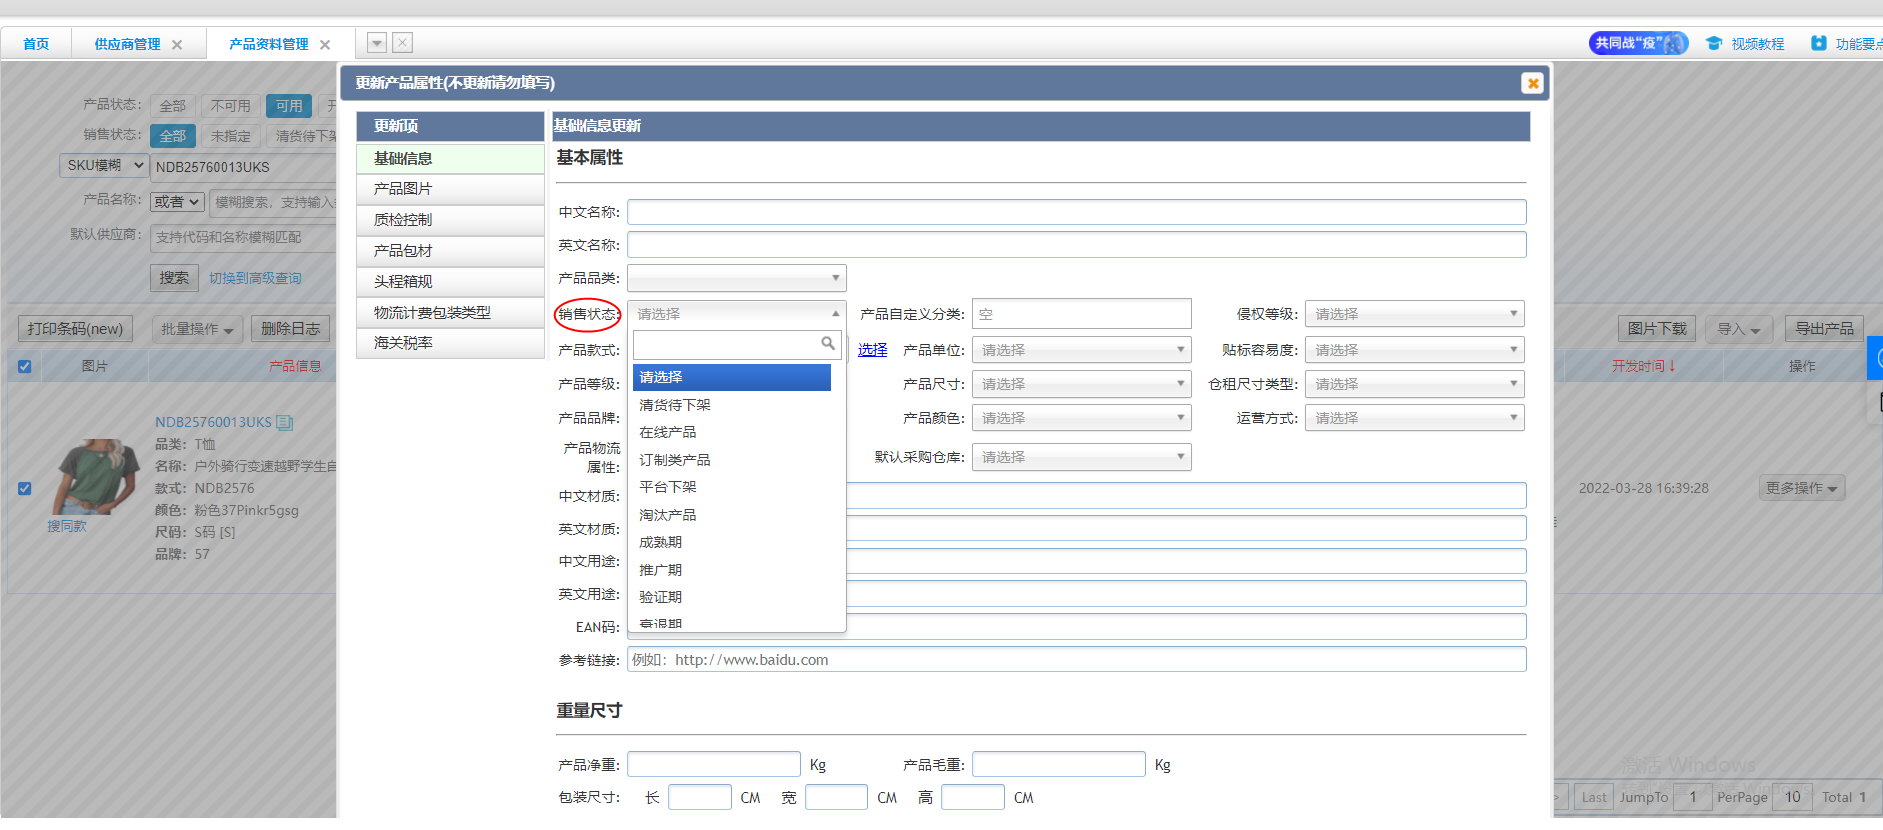 首页 供应商管理 产品资料管理 共同战“疫” 视频教程 功能要点
更新产品属性(不更新请勿填写)
产品状态： 全部 不可用 可用
销售状态： 全部 未指定 清货待下架
SKU模糊 NDB25760013UKS
产品名称： 或者 模糊搜索，支持输入
默认供应商： 支持代码和名称模糊匹配
搜索 切换到高级查询
打印条码(new) 批量操作 删除日志 图片下载 导入 导出产品
图片 产品信息 开发时间↓ 操作
NDB25760013UKS
品类： T恤
名称： 户外骑行变速越野学生自
款式： NDB2576
颜色： 粉色37Pinkr5gsg
尺码： S码 [S]
品牌： 57
搜同款
2022-03-28 16:39:28 更多操作
更新项
基础信息
产品图片
质检控制
产品包材
头程箱规
物流计费包装类型
海关税率
基础信息更新
基本属性
中文名称:
英文名称:
产品品类:
销售状态: 请选择 产品自定义分类: 空 侵权等级: 请选择
产品款式: 选择 产品单位: 请选择 贴标容易度: 请选择
产品等级: 产品尺寸: 请选择 仓租尺寸类型: 请选择
产品品牌: 产品颜色: 请选择 运营方式: 请选择
产品物流属性: 默认采购仓库: 请选择
请选择
清货待下架
在线产品
订制类产品
平台下架
淘汰产品
成熟期
推广期
验证期
衰退期
中文材质:
英文材质:
中文用途:
英文用途:
EAN码:
参考链接: 例如：http://www.baidu.com
重量尺寸
产品净重: Kg 产品毛重: Kg
包装尺寸: 长 CM 宽 CM 高 CM
激活 Windows
> Last JumpTo 1 PerPage 10 Total 1